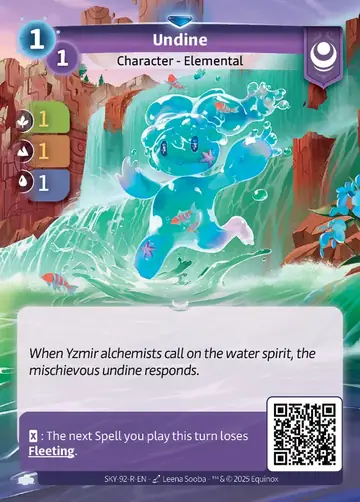 1
1
Undine
Character - Elemental
1
1
1
When Yzmir alchemists call on the water spirit, the
mischievous undine responds.
X : The next Spell you play this turn loses
Fleeting.
SKY-92-R-EN - Leena Sooba - ™ & © 2025 Equinox